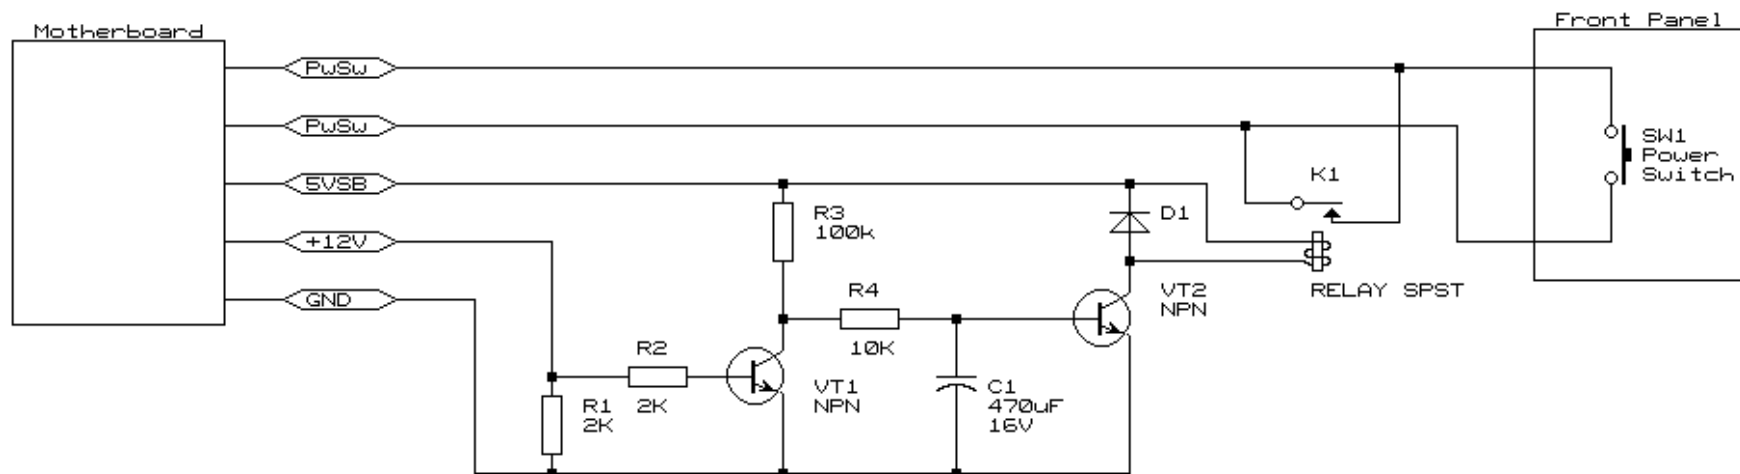 Motherboard
Front Panel
PwSw
PwSw
SW1
Power
Switch
5VSB
K1
R3
100k
D1
+12V
GND
R4
10K
VT2
NPN
RELAY SPST
R2
2K
VT1
NPN
R1
2K
C1
470uF
16V